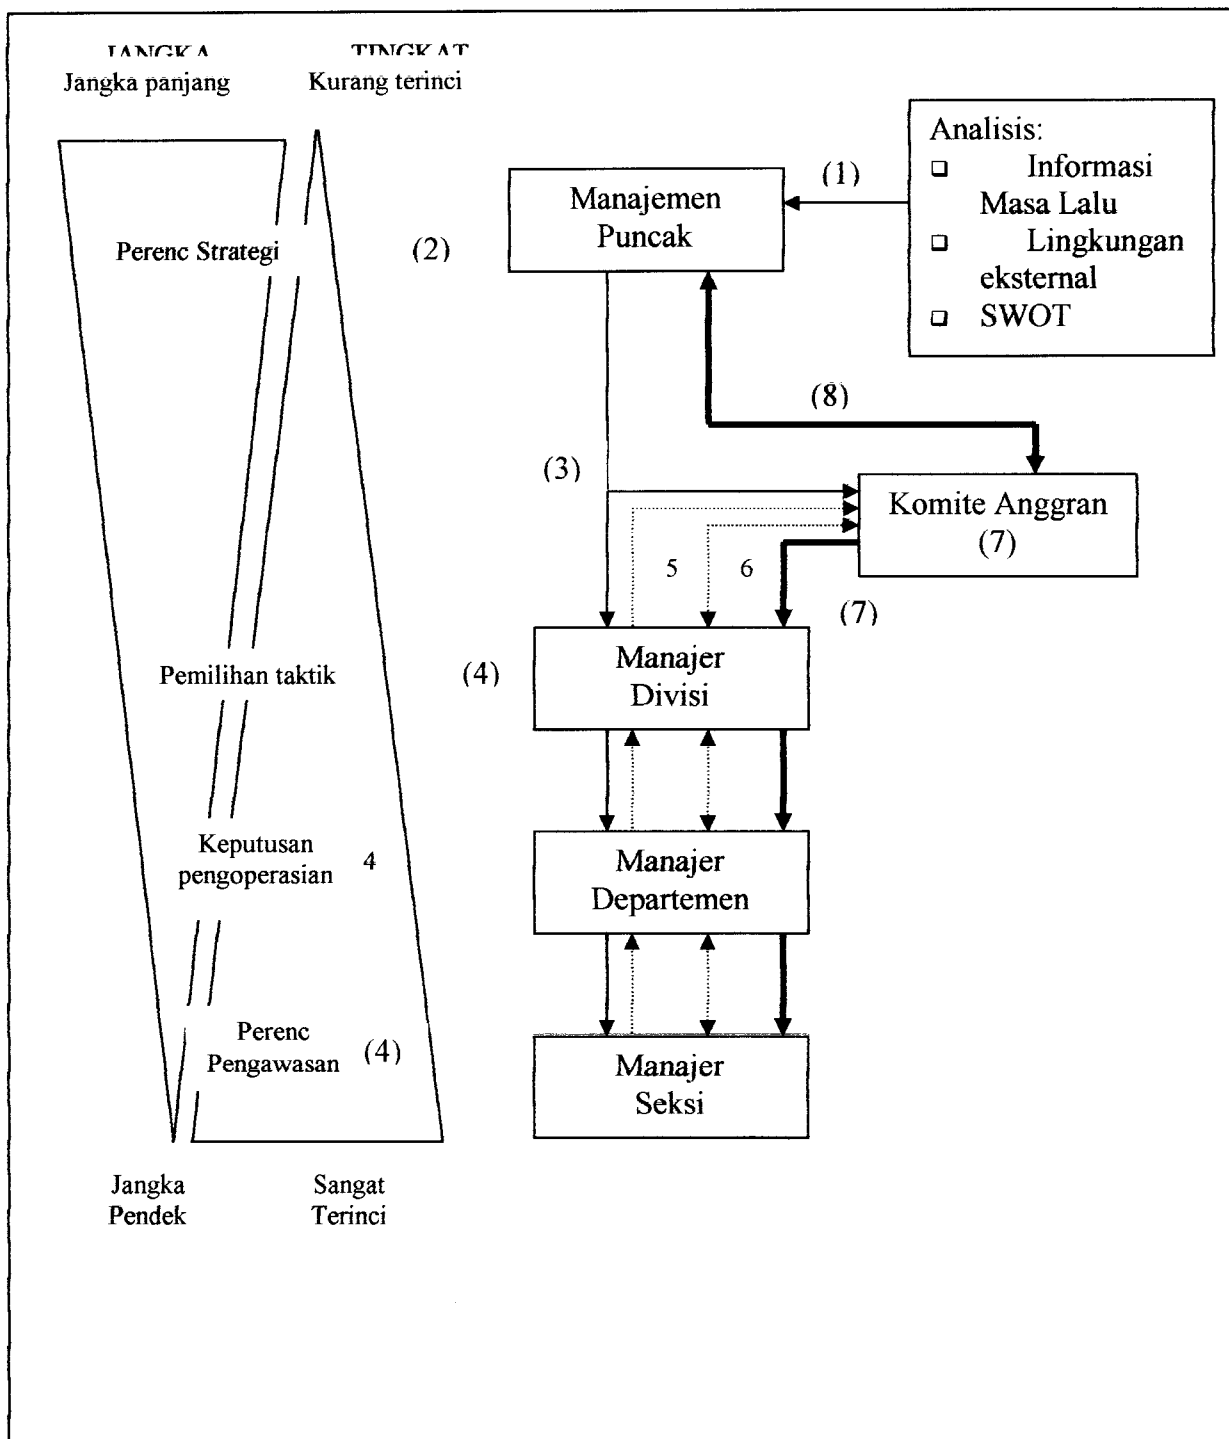 JANGKA
TINGKAT
Jangka panjang
Kurang terinci
Analisis:
❑ Informasi
Masa Lalu
❑ Lingkungan
eksternal
❑ SWOT
(1)
Manajemen
Puncak
Perenc Strategi
(2)
(8)
(3)
Komite Anggran
(7)
5
6
(7)
Pemilihan taktik
(4)
Manajer
Divisi
Keputusan
pengoperasian
4
Manajer
Departemen
Perenc
Pengawasan
(4)
Manajer
Seksi
Jangka
Pendek
Sangat
Terinci